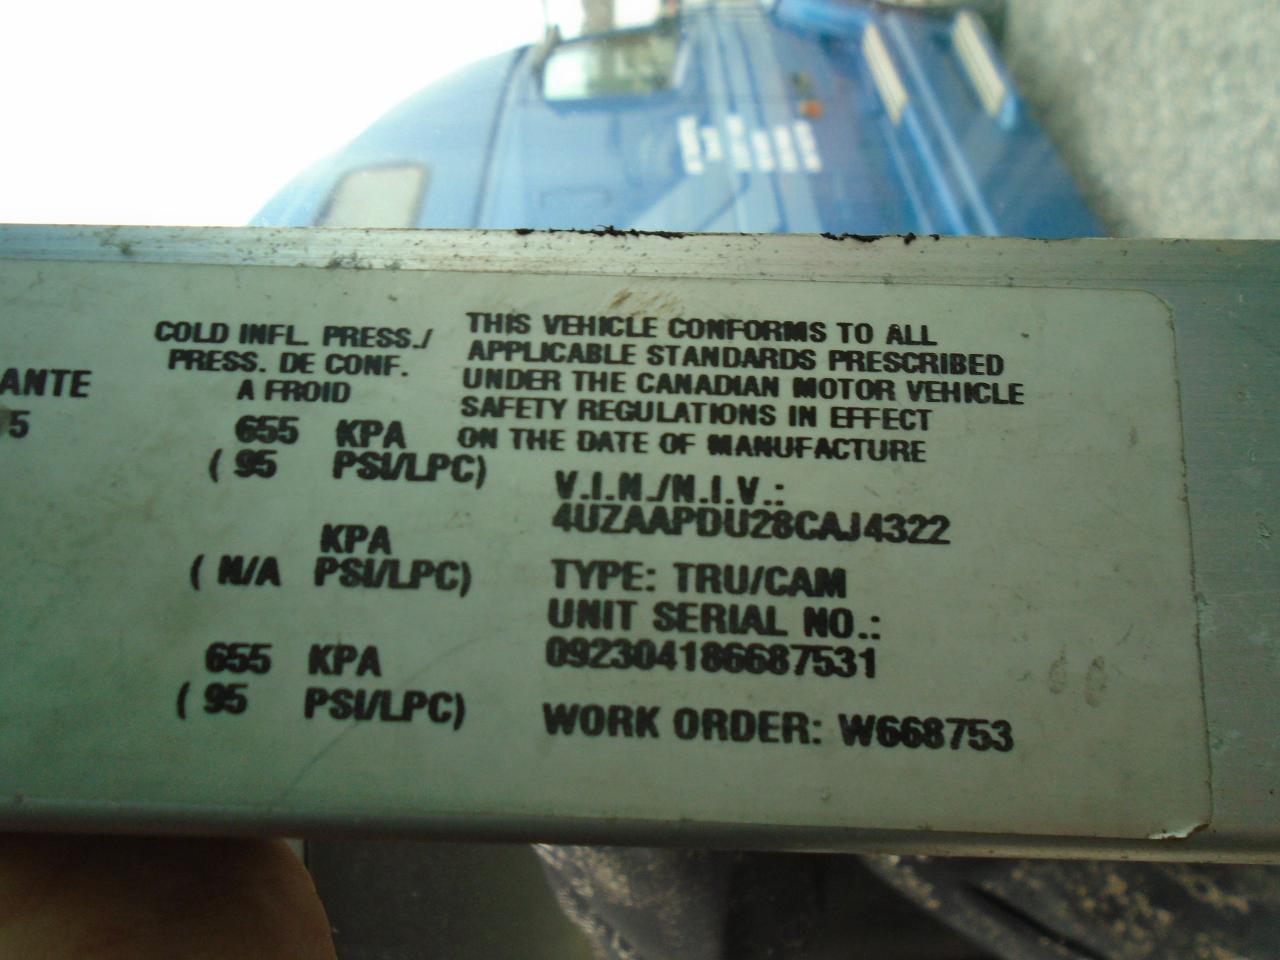 ANTE
5
COLD INFL. PRESS./
PRESS. DE CONF.
A FROID
655 KPA
( 95 PSI/LPC)
KPA
( N/A PSI/LPC)
655 KPA
( 95 PSI/LPC)
THIS VEHICLE CONFORMS TO ALL
APPLICABLE STANDARDS PRESCRIBED
UNDER THE CANADIAN MOTOR VEHICLE
SAFETY REGULATIONS IN EFFECT
ON THE DATE OF MANUFACTURE
V.I.N./N.I.V.:
4UZAAPDU28CAJ4322
TYPE: TRU/CAM
UNIT SERIAL NO.:
092304186687531
WORK ORDER: W668753